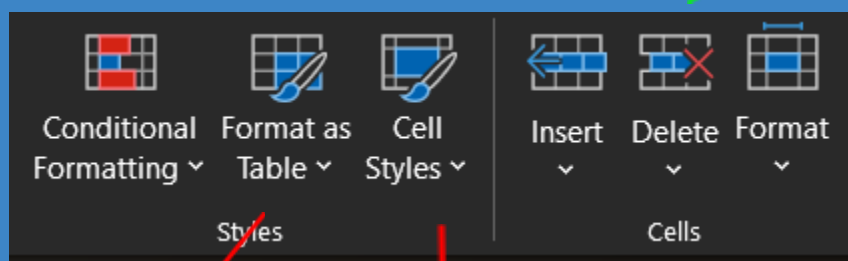 Conditional
Formatting
Format as
Table
Cell
Styles
Insert
Delete
Format
Styles
Cells